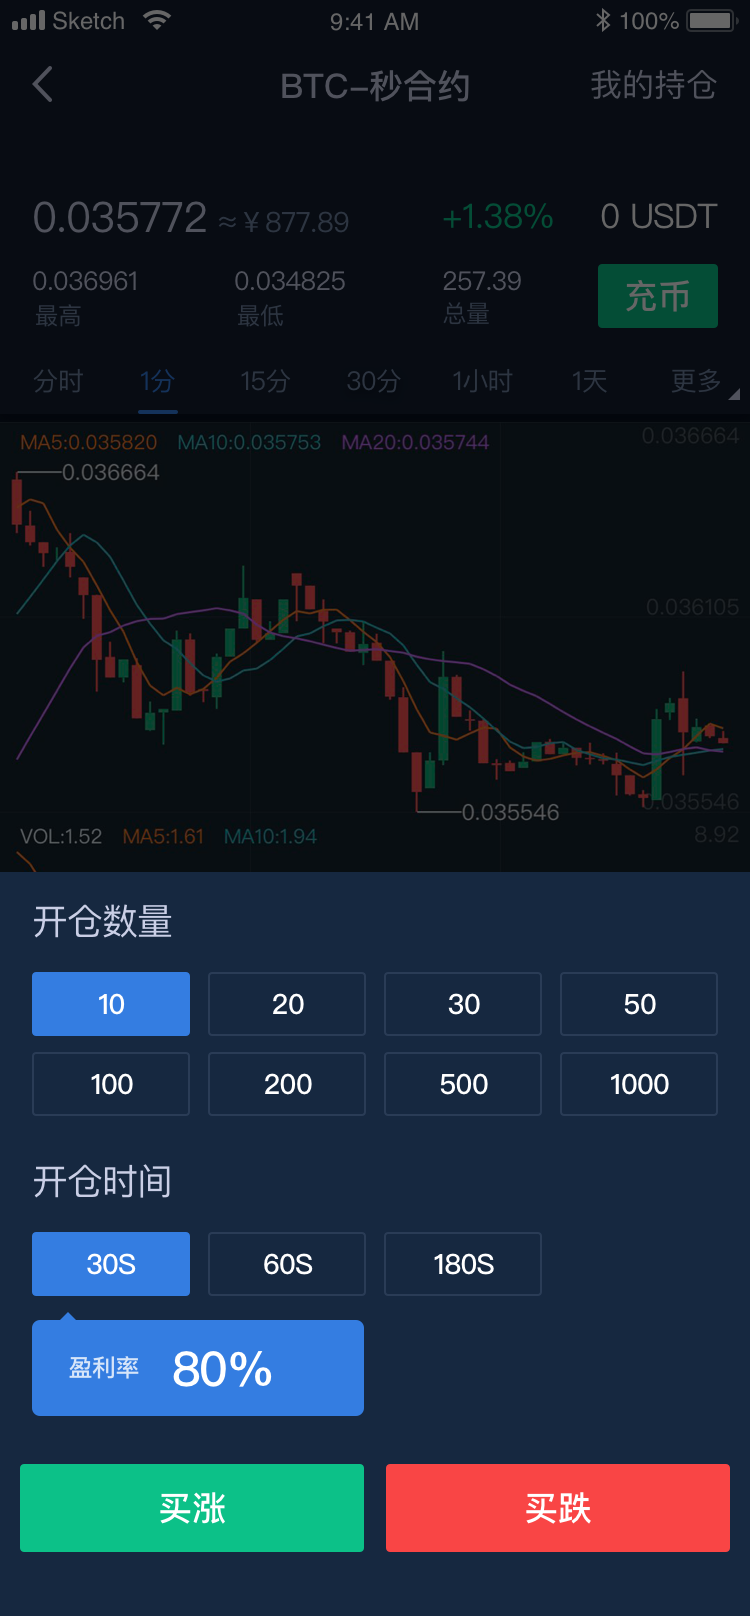 Sketch 9:41 AM 100%
BTC-秒合约 我的持仓
0.035772 ≈ ¥ 877.89 +1.38% 0 USDT
0.036961 0.034825 257.39 充币
最高 最低 总量
分时 1分 15分 30分 1小时 1天 更多
MA5:0.035820 MA10:0.035753 MA20:0.035744 0.036664
0.036664
0.036105
0.035546
0.035546
VOL:1.52 MA5:1.61 MA10:1.94 8.92
开仓数量
10 20 30 50
100 200 500 1000
开仓时间
30S 60S 180S
盈利率 80%
买涨 买跌